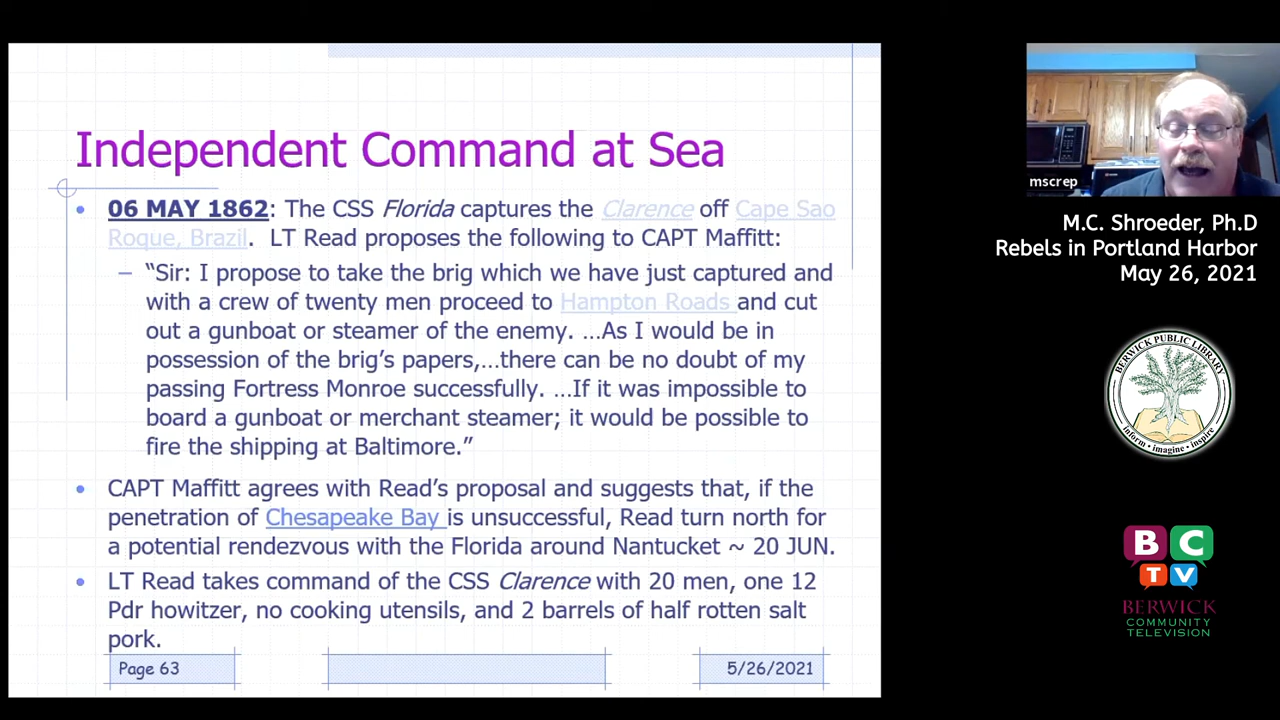 Independent Command at Sea
• 06 MAY 1862: The CSS Florida captures the Clarence off Cape Sao
Roque, Brazil. LT Read proposes the following to CAPT Maffitt:
– “Sir: I propose to take the brig which we have just captured and
with a crew of twenty men proceed to Hampton Roads and cut
out a gunboat or steamer of the enemy. …As I would be in
possession of the brig’s papers,…there can be no doubt of my
passing Fortress Monroe successfully. …If it was impossible to
board a gunboat or merchant steamer; it would be possible to
fire the shipping at Baltimore.”
• CAPT Maffitt agrees with Read’s proposal and suggests that, if the
penetration of Chesapeake Bay is unsuccessful, Read turn north for
a potential rendezvous with the Florida around Nantucket ~ 20 JUN.
• LT Read takes command of the CSS Clarence with 20 men, one 12
Pdr howitzer, no cooking utensils, and 2 barrels of half rotten salt
pork.
Page 63
5/26/2021
mscrep
M.C. Shroeder, Ph.D
Rebels in Portland Harbor
May 26, 2021
BERWICK PUBLIC LIBRARY
inform • imagine • inspire
BC
TV
BERWICK
COMMUNITY
TELEVISION